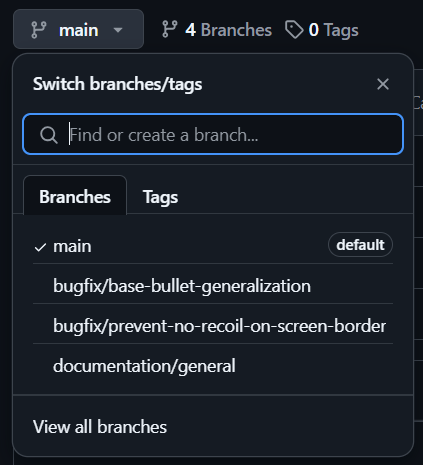 main 4 Branches 0 Tags
Switch branches/tags
Find or create a branch...
Branches Tags
main default
bugfix/base-bullet-generalization
bugfix/prevent-no-recoil-on-screen-border
documentation/general
View all branches